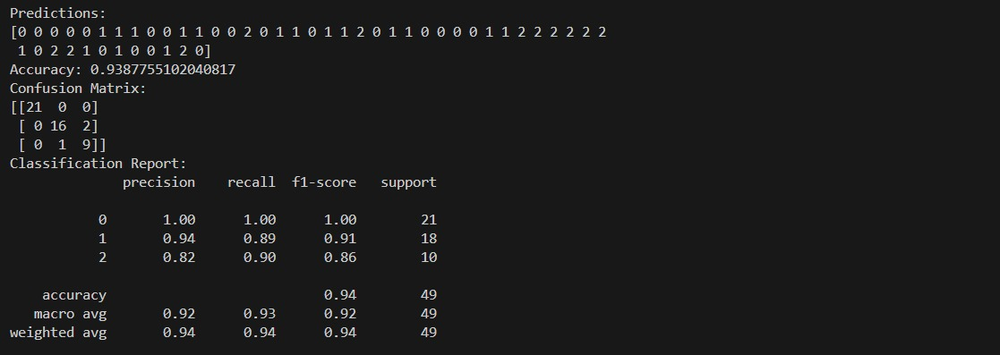 Predictions:
[0 0 0 0 0 1 1 1 0 0 1 1 0 0 2 0 1 1 0 1 1 2 0 1 1 0 0 0 0 1 1 2 2 2 2 2 2
1 0 2 2 1 0 1 0 0 1 2 0]
Accuracy: 0.9387755102040817
Confusion Matrix:
[[21 0 0]
[ 0 16 2]
[ 0 1 9]]
Classification Report:
precision recall f1-score support
0 1.00 1.00 1.00 21
1 0.94 0.89 0.91 18
2 0.82 0.90 0.86 10
accuracy 0.94 49
macro avg 0.92 0.93 0.92 49
weighted avg 0.94 0.94 0.94 49